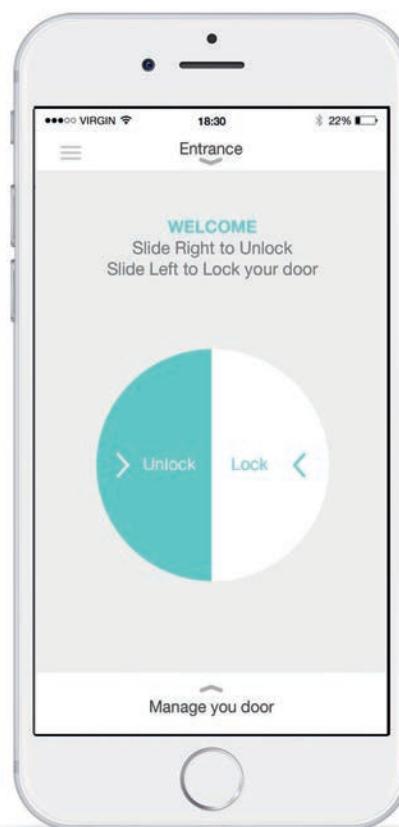 VIRGIN 18:30 22%
Entrance
WELCOME
Slide Right to Unlock
Slide Left to Lock your door
Unlock Lock
Manage you door